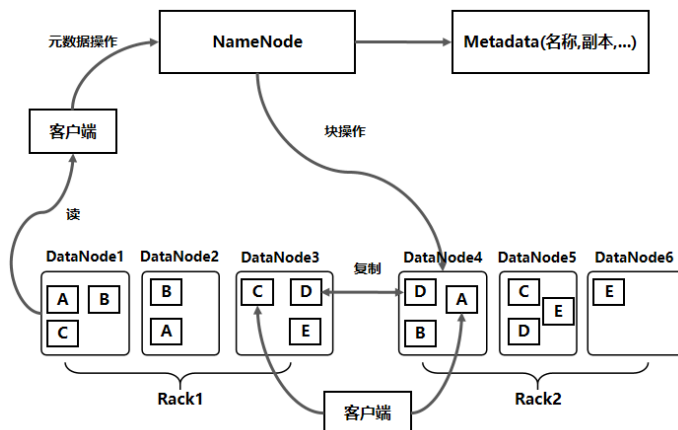 元数据操作
NameNode
Metadata(名称,副本,...)
客户端
块操作
读
DataNode1
DataNode2
DataNode3
复制
DataNode4
DataNode5
DataNode6
A
B
C
B
A
C
D
E
D
A
B
C
E
D
E
Rack1
客户端
Rack2